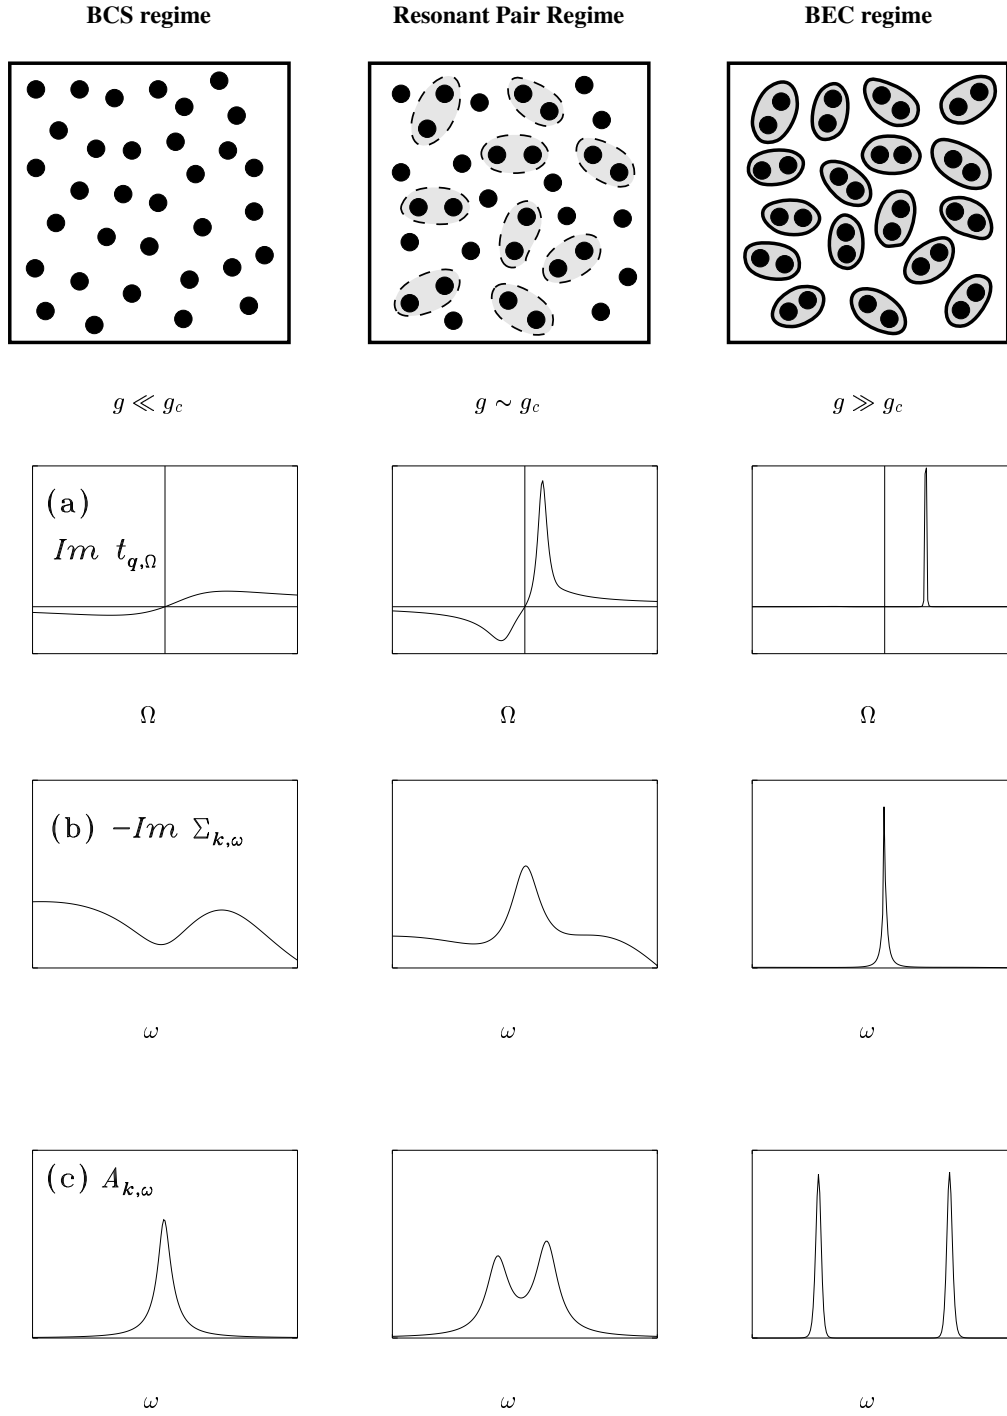 BCS regime Resonant Pair Regime BEC regime
g ≪ g_c g ∼ g_c g ≫ g_c
(a)
Im t_{q,Ω}
Ω Ω Ω
(b) −Im Σ_{k,ω}
ω ω ω
(c) A_{k,ω}
ω ω ω